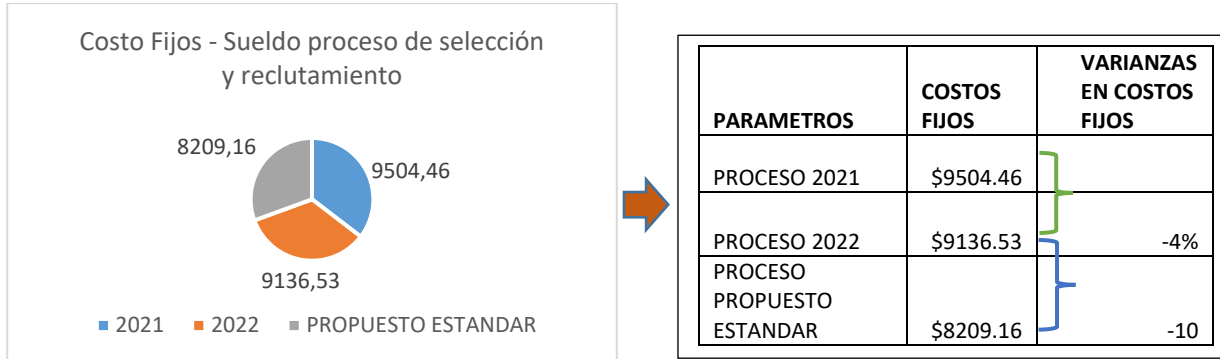 Costo Fijos - Sueldo proceso de selección
y reclutamiento
8209,16
9504,46
9136,53
2021
2022
PROPUESTO ESTANDAR
PARAMETROS
COSTOS
FIJOS
VARIANZAS
EN COSTOS
FIJOS
PROCESO 2021
$9504.46
PROCESO 2022
$9136.53
-4%
PROCESO
PROPUESTO
ESTANDAR
$8209.16
-10